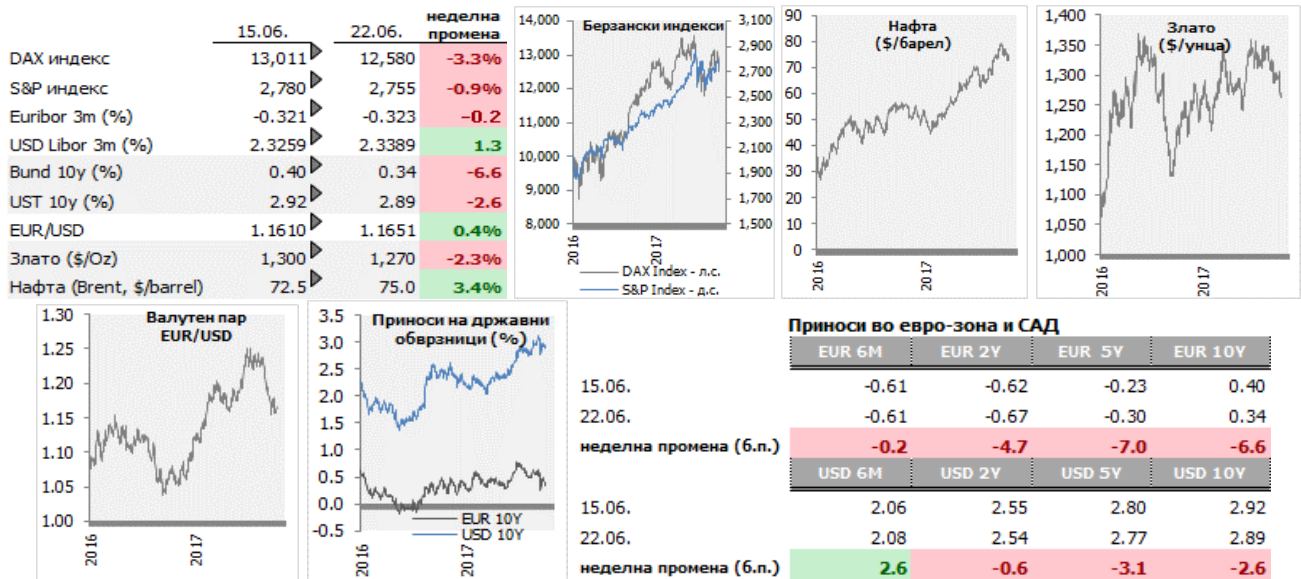 неделна
15.06. 22.06. промена
DAX индекс 13,011 12,580 -3.3%
S&P индекс 2,780 2,755 -0.9%
Euribor 3m (%) -0.321 -0.323 -0.2
USD Libor 3m (%) 2.3259 2.3389 1.3
Bund 10y (%) 0.40 0.34 -6.6
UST 10y (%) 2.92 2.89 -2.6
EUR/USD 1.1610 1.1651 0.4%
Злато ($/Oz) 1,300 1,270 -2.3%
Нафта (Brent, $/barrel) 72.5 75.0 3.4%
Берзански индекси
14,000 3,100
13,000 2,900
12,000 2,700
11,000 2,500
10,000 2,300
9,000 2,100
8,000 1,900
1,700
1,500
2016 2017
DAX Index - л.с.
S&P Index - д.с.
Нафта
($/барел)
90
80
70
60
50
40
30
20
10
0
2016 2017
Злато
($/унца)
1,400
1,350
1,300
1,250
1,200
1,150
1,100
1,050
1,000
2016 2017
Валутен пар
EUR/USD
1.30
1.25
1.20
1.15
1.10
1.05
1.00
2016 2017
Приноси на државни
обврзници (%)
3.5
3.0
2.5
2.0
1.5
1.0
0.5
0.0
-0.5
EUR 10Y
USD 10Y
2016 2017
Приноси во евро-зона и САД
EUR 6M EUR 2Y EUR 5Y EUR 10Y
15.06. -0.61 -0.62 -0.23 0.40
22.06. -0.61 -0.67 -0.30 0.34
неделна промена (б.п.) -0.2 -4.7 -7.0 -6.6
USD 6M USD 2Y USD 5Y USD 10Y
15.06. 2.06 2.55 2.80 2.92
22.06. 2.08 2.54 2.77 2.89
неделна промена (б.п.) 2.6 -0.6 -3.1 -2.6